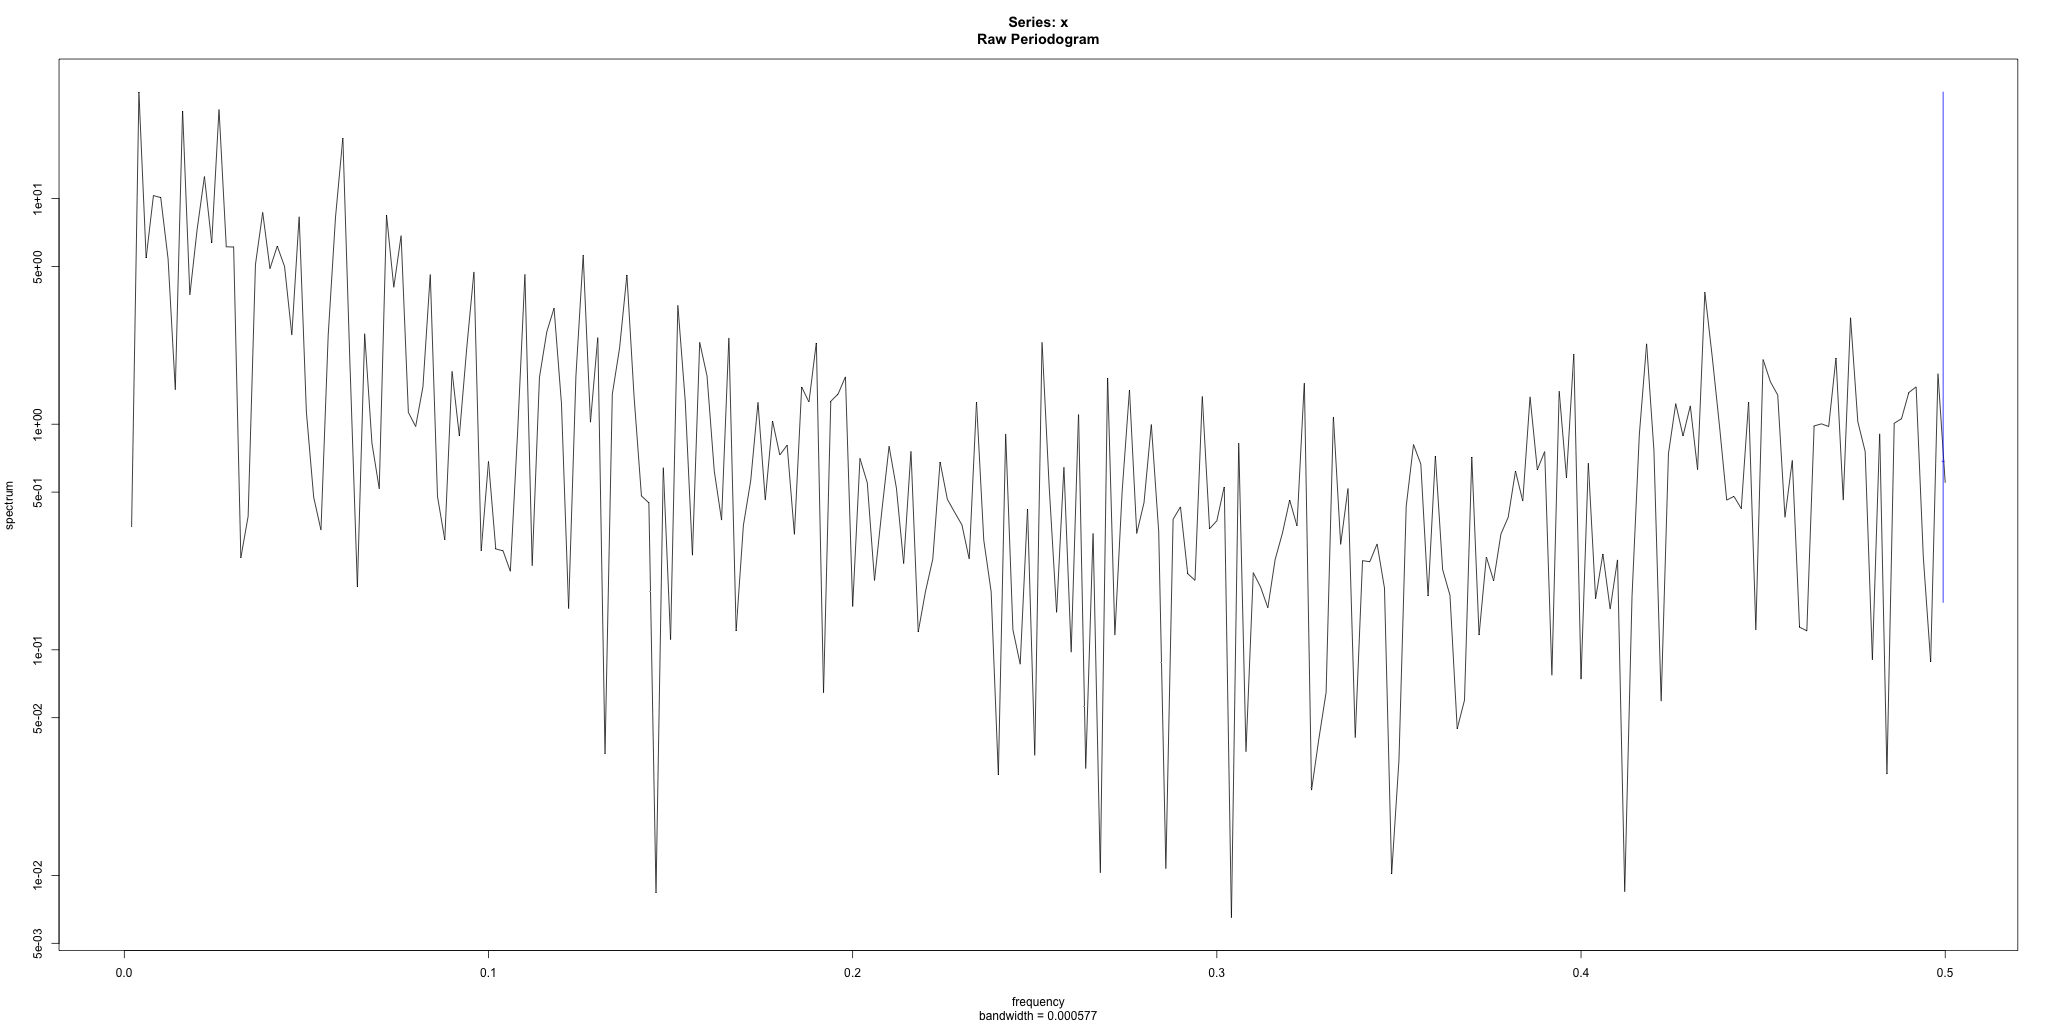 Series: x
Raw Periodogram
spectrum
1e+01
5e+00
1e+00
5e-01
1e-01
5e-02
1e-02
5e-03
0.0 0.1 0.2 0.3 0.4 0.5
frequency
bandwidth = 0.000577